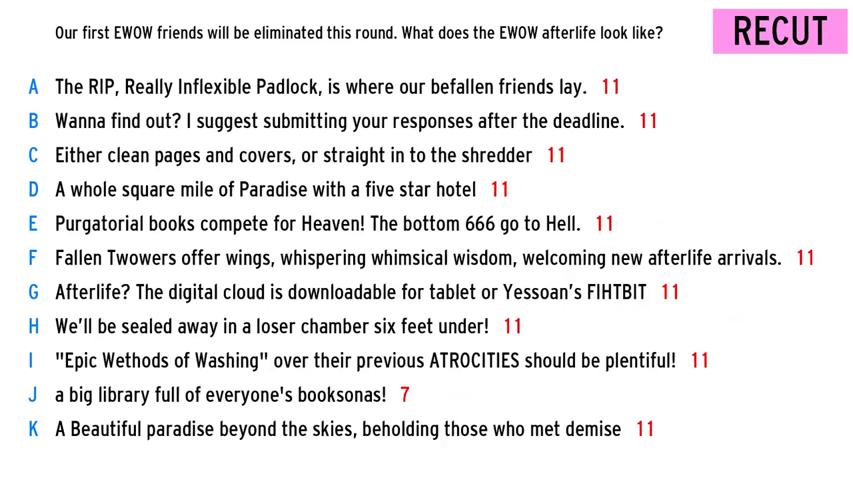 Our first EWOW friends will be eliminated this round. What does the EWOW afterlife look like?
RECUT
A The RIP, Really Inflexible Padlock, is where our befallen friends lay. 11
B Wanna find out? I suggest submitting your responses after the deadline. 11
C Either clean pages and covers, or straight in to the shredder 11
D A whole square mile of Paradise with a five star hotel 11
E Purgatorial books compete for Heaven! The bottom 666 go to Hell. 11
F Fallen Twowers offer wings, whispering whimsical wisdom, welcoming new afterlife arrivals. 11
G Afterlife? The digital cloud is downloadable for tablet or Yessoan's FIHTBIT 11
H We'll be sealed away in a loser chamber six feet under! 11
I "Epic Wethods of Washing" over their previous ATROCITIES should be plentiful! 11
J a big library full of everyone's booksonas! 7
K A Beautiful paradise beyond the skies, beholding those who met demise 11